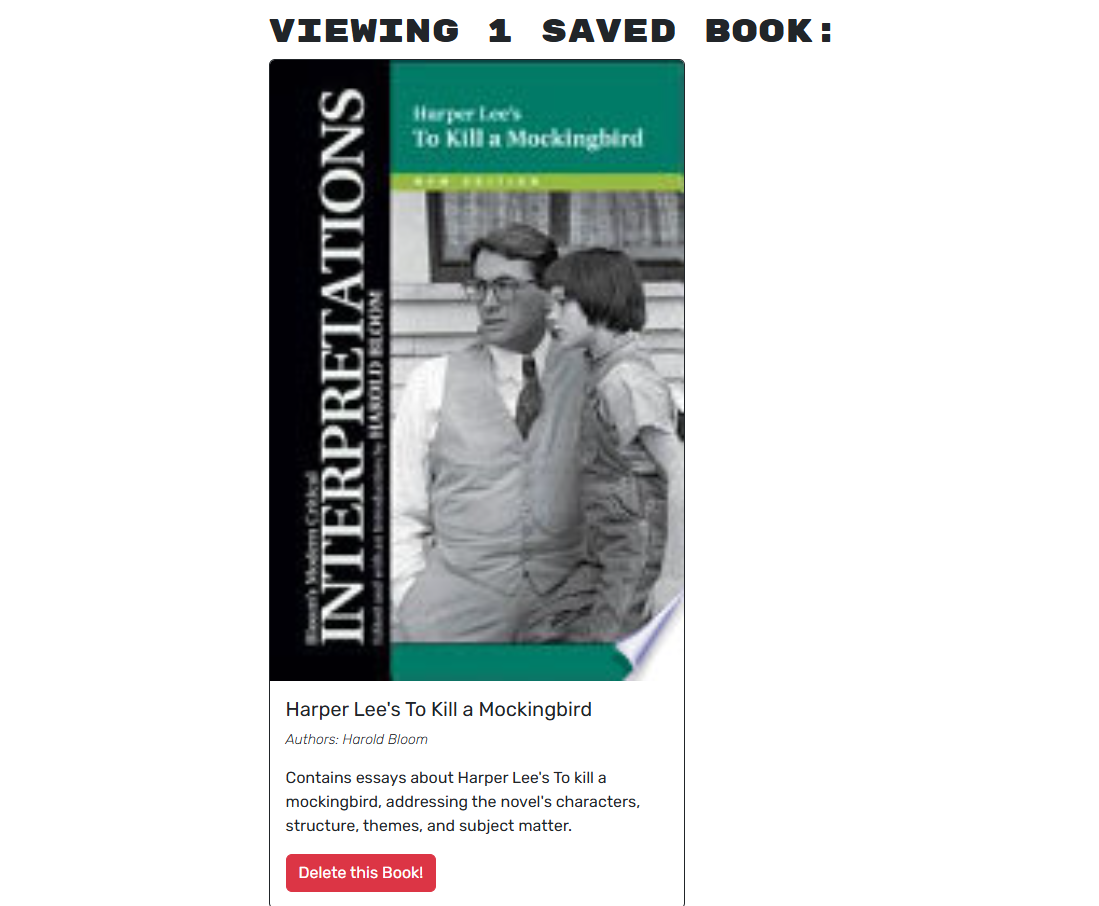 VIEWING 1 SAVED BOOK:
Bloom's Modern Critical
INTERPRETATIONS
Edited and with an Introduction by HAROLD BLOOM
Harper Lee's
To Kill a Mockingbird
NEW EDITION
Harper Lee's To Kill a Mockingbird
Authors: Harold Bloom
Contains essays about Harper Lee's To kill a
mockingbird, addressing the novel's characters,
structure, themes, and subject matter.
Delete this Book!